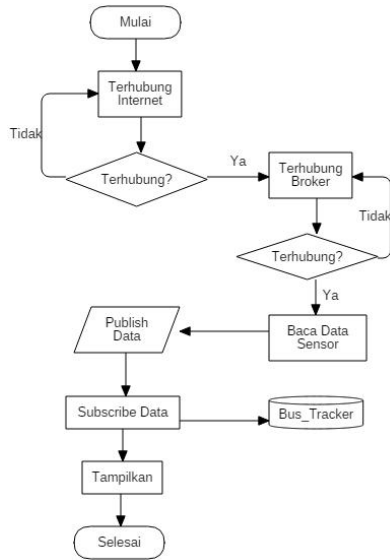 Mulai
Terhubung
Internet
Tidak
Terhubung?
Ya
Terhubung
Broker
Tidak
Terhubung?
Ya
Baca Data
Sensor
Publish
Data
Subscribe Data
Bus_Tracker
Tampilkan
Selesai